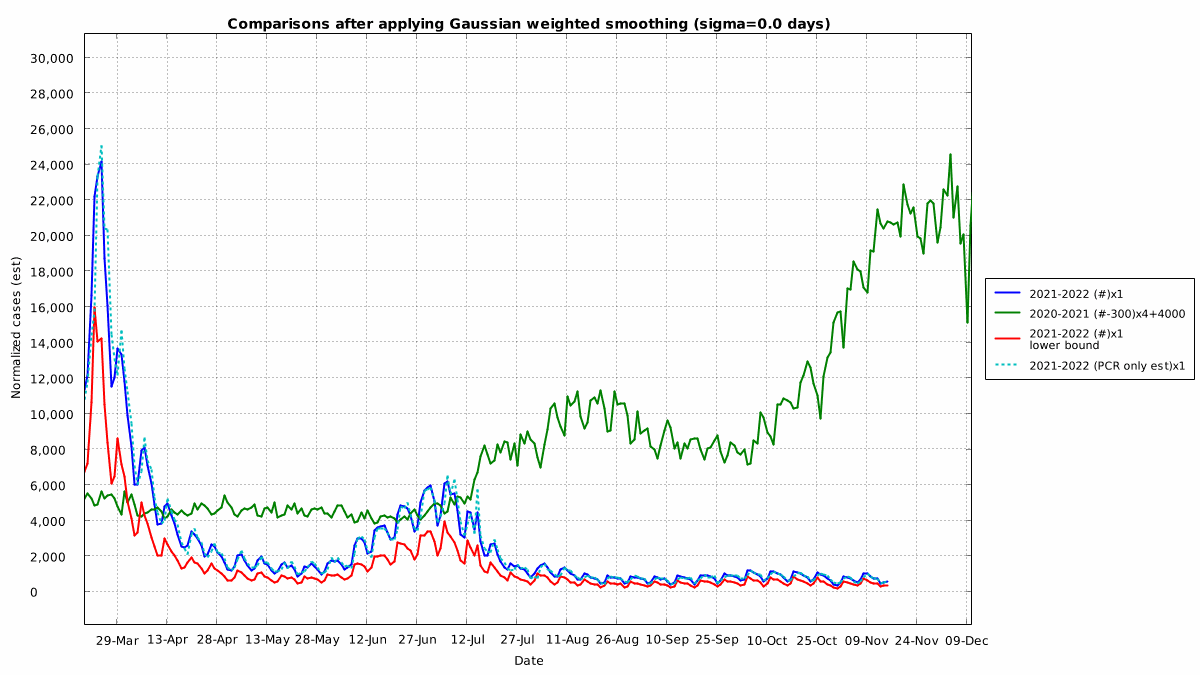 Comparisons after applying Gaussian weighted smoothing (sigma=0.0 days)
30,000
28,000
26,000
24,000
22,000
20,000
18,000
16,000
14,000
12,000
10,000
8,000
6,000
4,000
2,000
0
Normalized cases (est)
29-Mar 13-Apr 28-Apr 13-May 28-May 12-Jun 27-Jun 12-Jul 27-Jul 11-Aug 26-Aug 10-Sep 25-Sep 10-Oct 25-Oct 09-Nov 24-Nov 09-Dec
Date
2021-2022 (#)x1
2020-2021 (#-300)x4+4000
2021-2022 (#)x1
lower bound
2021-2022 (PCR only est)x1